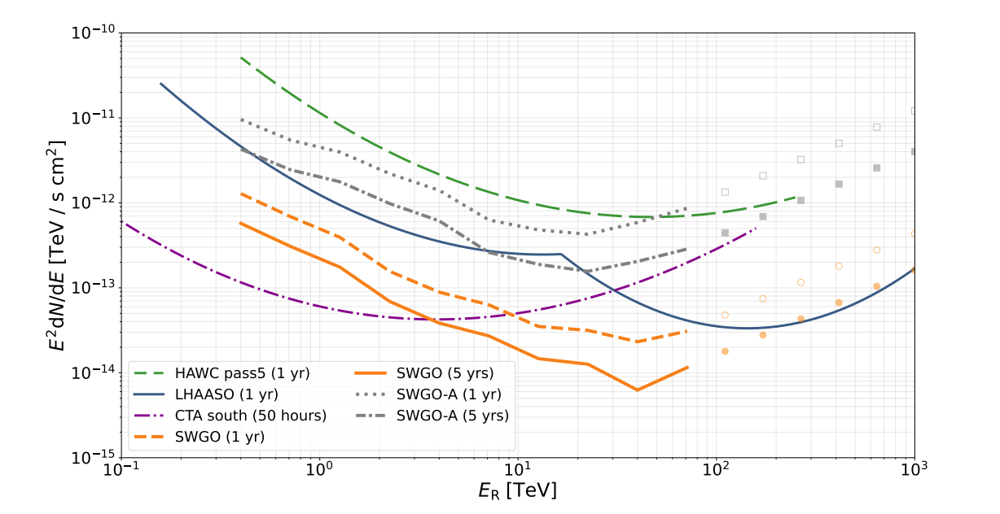 10⁻¹⁰
10⁻¹¹
10⁻¹²
10⁻¹³
10⁻¹⁴
10⁻¹⁵
E²dN/dE [TeV / s cm²]
HAWC pass5 (1 yr)
LHAASO (1 yr)
CTA south (50 hours)
SWGO (1 yr)
SWGO (5 yrs)
SWGO-A (1 yr)
SWGO-A (5 yrs)
10⁻¹ 10⁰ 10¹ 10² 10³
E_R [TeV]